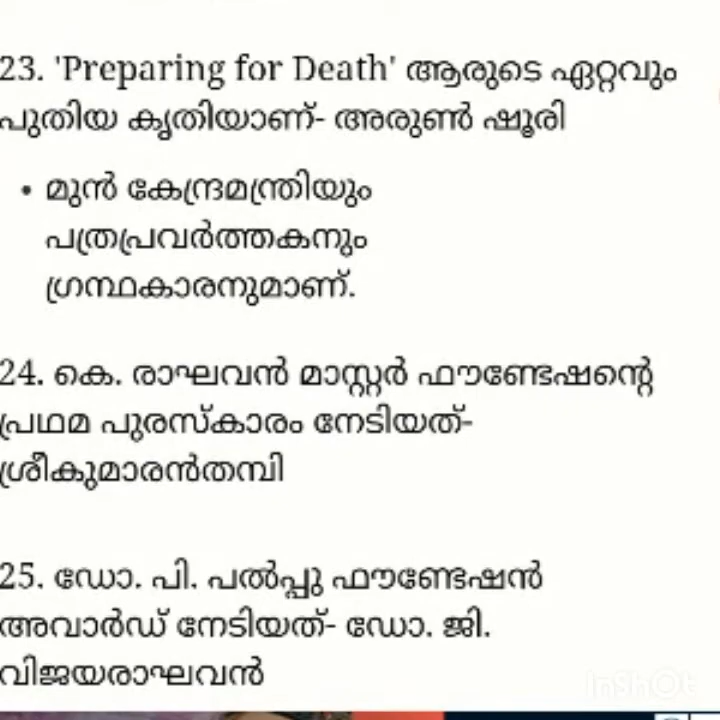 23. 'Preparing for Death' ആരുടെ ഏറ്റവും
പുതിയ കൃതിയാണ്- അരുൺ ഷൂരി
• മുൻ കേന്ദ്രമന്ത്രിയും
പത്രപ്രവർത്തകനും
ഗ്രന്ഥകാരനുമാണ്.
24. കെ. രാഘവൻ മാസ്റ്റർ ഫൗണ്ടേഷന്റെ
പ്രഥമ പുരസ്കാരം നേടിയത്-
ശ്രീകുമാരൻതമ്പി
25. ഡോ. പി. പൽപ്പു ഫൗണ്ടേഷൻ
അവാർഡ് നേടിയത്- ഡോ. ജി.
വിജയരാഘവൻ
InShOt